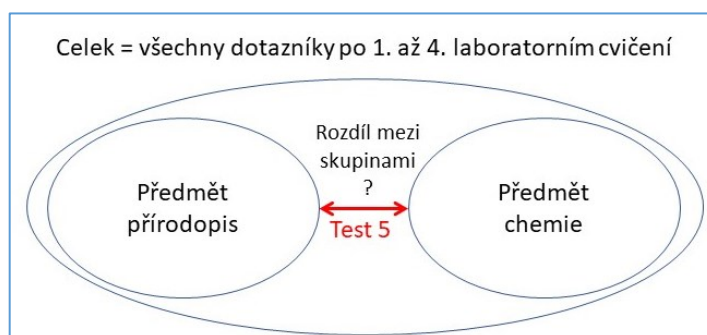 Celek = všechny dotazníky po 1. až 4. laboratorním cvičení
Rozdíl mezi
skupinami
?
Předmět
přírodopis
Test 5
Předmět
chemie